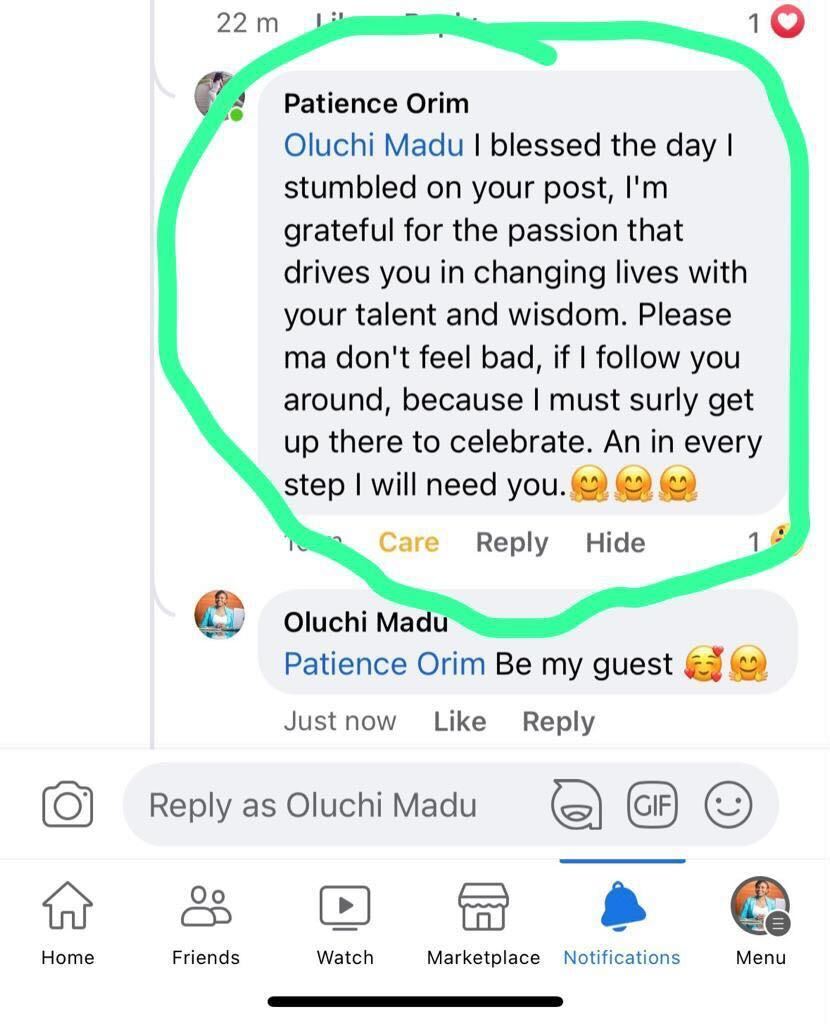 22 m Reply 1
Patience Orim
Oluchi Madu I blessed the day I
stumbled on your post, I'm
grateful for the passion that
drives you in changing lives with
your talent and wisdom. Please
ma don't feel bad, if I follow you
around, because I must surly get
up there to celebrate. An in every
step I will need you.🤗🤗🤗
Care Reply Hide 1
Oluchi Madu
Patience Orim Be my guest 🥰🤗
Just now Like Reply
Reply as Oluchi Madu GIF
Home Friends Watch Marketplace Notifications Menu